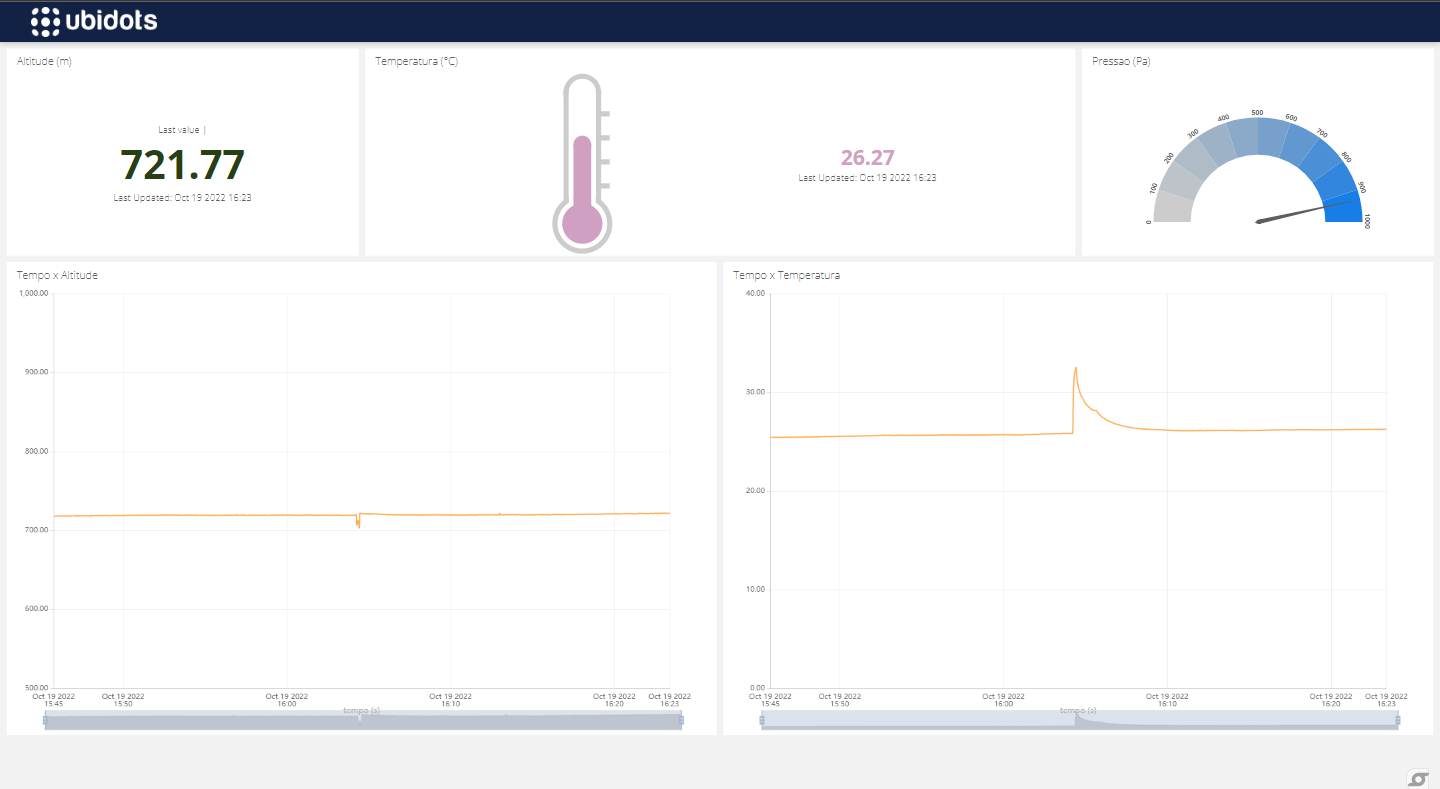 ubidots
Altitude (m)
Last value |
721.77
Last Updated: Oct 19 2022 16:23
Temperatura (°C)
26.27
Last Updated: Oct 19 2022 16:23
Pressao (Pa)
0
100
200
300
400
500
600
700
800
900
1000
Tempo x Altitude
1,000.00
900.00
800.00
700.00
600.00
500.00
Oct 19 2022
15:45
Oct 19 2022
15:50
Oct 19 2022
16:00
Oct 19 2022
16:10
Oct 19 2022
16:20
Oct 19 2022
16:23
tempo (s)
Tempo x Temperatura
40.00
30.00
20.00
10.00
0.00
Oct 19 2022
15:45
Oct 19 2022
15:50
Oct 19 2022
16:00
Oct 19 2022
16:10
Oct 19 2022
16:20
Oct 19 2022
16:23
tempo (s)